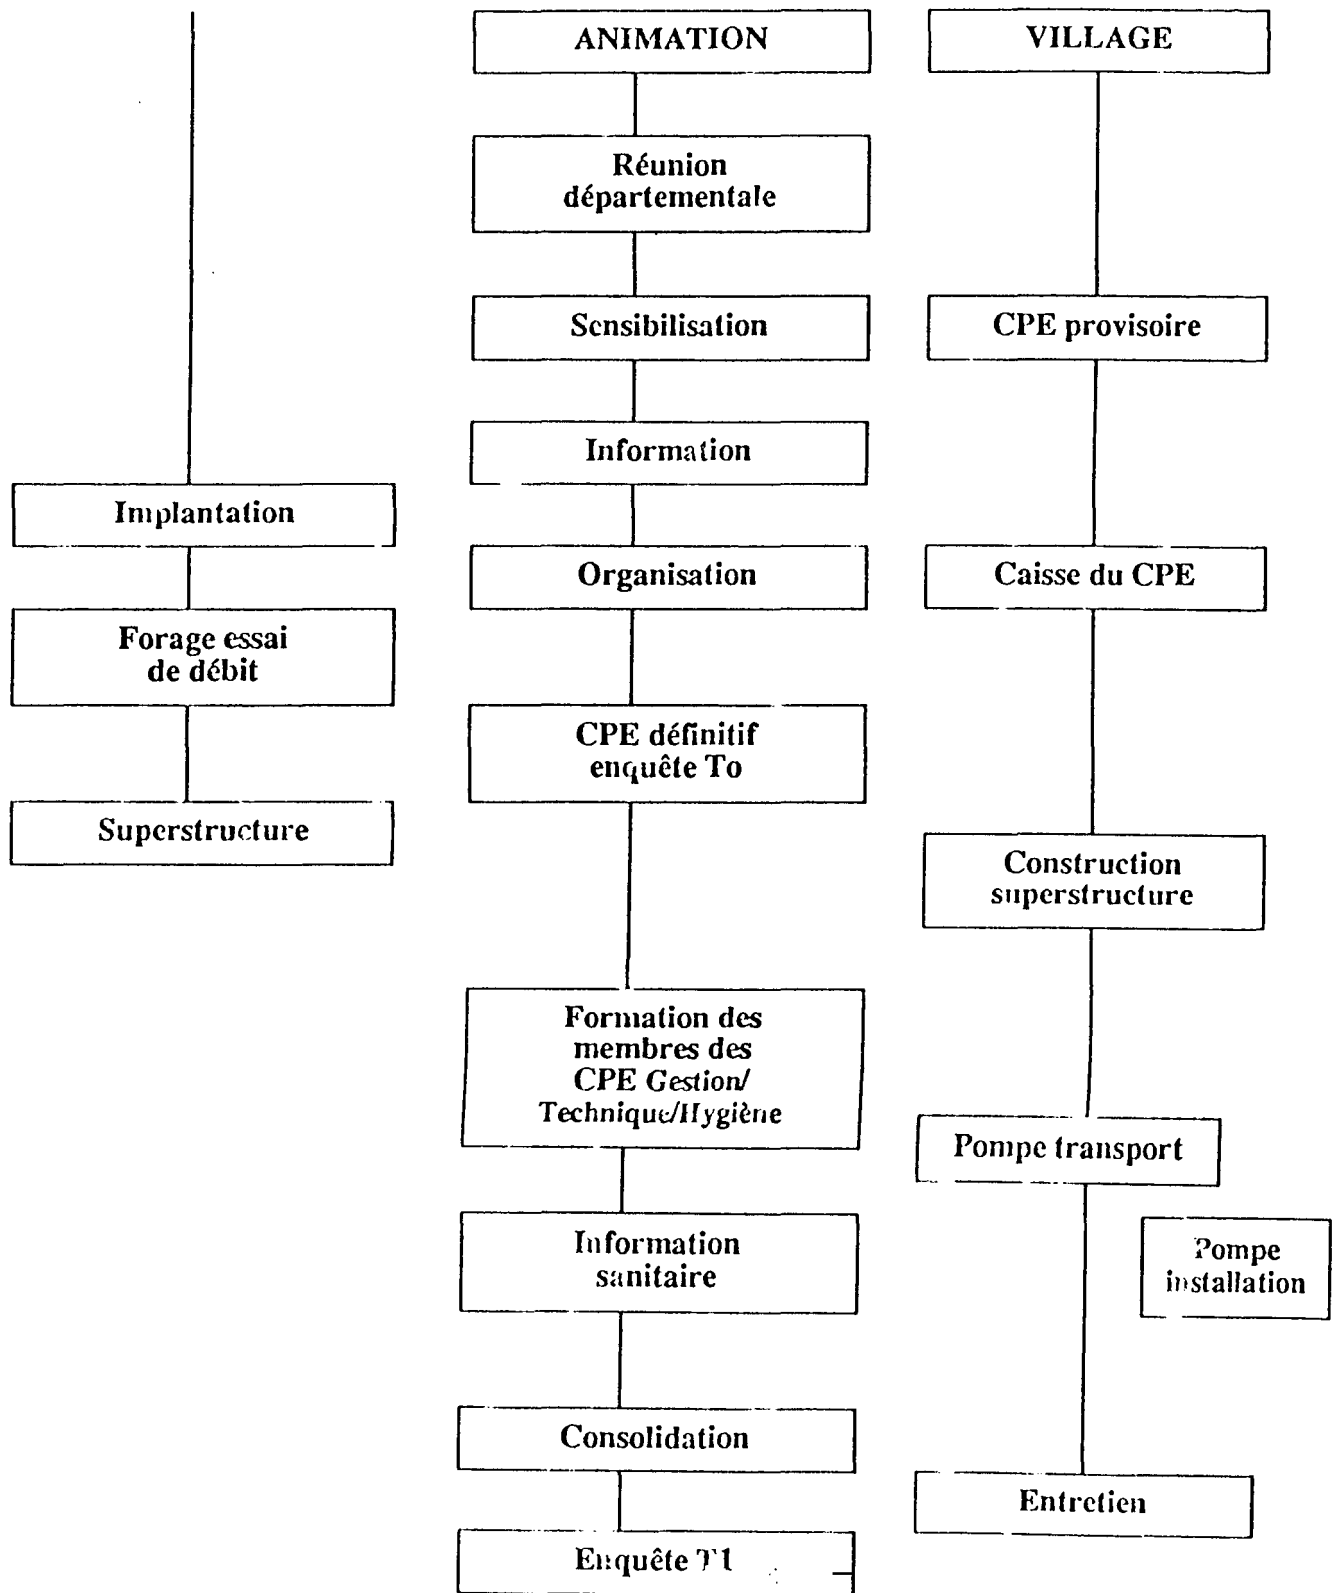 ANIMATION
VILLAGE
Réunion
départementale
Sensibilisation
CPE provisoire
Information
Implantation
Organisation
Caisse du CPE
Forage essai
de débit
CPE définitif
enquête To
Superstructure
Construction
superstructure
Formation des
membres des
CPE Gestion/
Technique/Hygiène
Pompe transport
Information
sanitaire
Pompe
installation
Consolidation
Entretien
Enquête T1